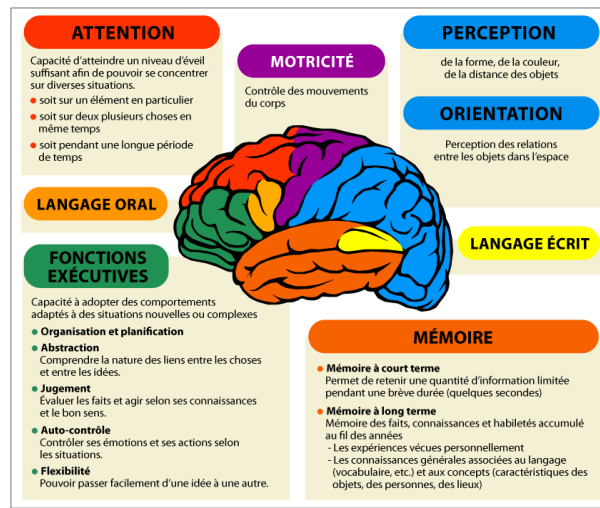 ATTENTION
Capacité d'atteindre un niveau d'éveil
suffisant afin de pouvoir se concentrer
sur diverses situations.
• soit sur un élément en particulier
• soit sur deux plusieurs choses en
même temps
• soit pendant une longue période
de temps
MOTRICITÉ
Contrôle des mouvements
du corps
PERCEPTION
de la forme, de la couleur,
de la distance des objets
ORIENTATION
Perception des relations
entre les objets dans l'espace
LANGAGE ORAL
LANGAGE ÉCRIT
FONCTIONS
EXÉCUTIVES
Capacité à adopter des comportements
adaptés à des situations nouvelles ou complexes
• Organisation et planification
• Abstraction
Comprendre la nature des liens entre les choses
et entre les idées.
• Jugement
Évaluer les faits et agir selon ses connaissances
et le bon sens.
• Auto-contrôle
Contrôler ses émotions et ses actions selon
les situations.
• Flexibilité
Pouvoir passer facilement d'une idée à une autre.
MÉMOIRE
• Mémoire à court terme
Permet de retenir une quantité d'information limitée
pendant une brève durée (quelques secondes)
• Mémoire à long terme
Mémoire des faits, connaissances et habiletés accumulé
au fil des années
- Les expériences vécues personnellement
- Les connaissances générales associées au langage
(vocabulaire, etc.) et aux concepts (caractéristiques des
objets, des personnes, des lieux)